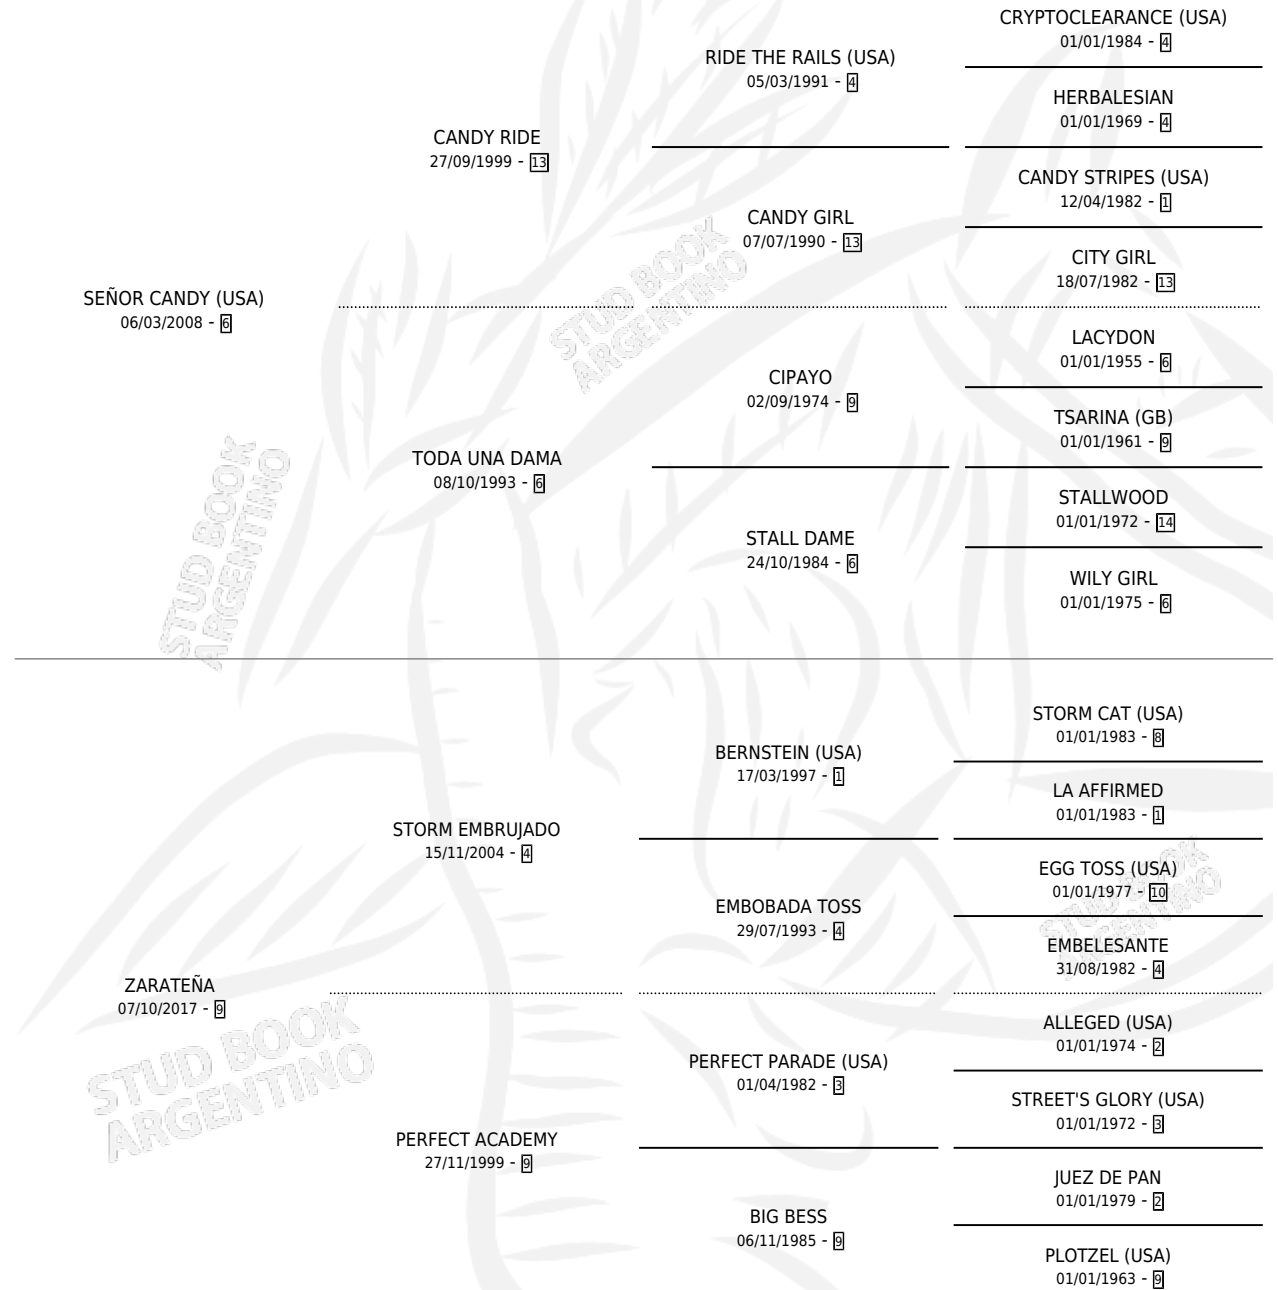 CRYPTOCLEARANCE (USA)
01/01/1984 - 4
RIDE THE RAILS (USA)
05/03/1991 - 4
HERBALESIAN
01/01/1969 - 4
CANDY RIDE
27/09/1999 - 13
CANDY STRIPES (USA)
12/04/1982 - 1
CANDY GIRL
07/07/1990 - 13
CITY GIRL
18/07/1982 - 13
SEÑOR CANDY (USA)
06/03/2008 - 6
LACYDON
01/01/1955 - 6
CIPAYO
02/09/1974 - 9
TSARINA (GB)
01/01/1961 - 9
TODA UNA DAMA
08/10/1993 - 6
STALLWOOD
01/01/1972 - 14
STALL DAME
24/10/1984 - 6
WILY GIRL
01/01/1975 - 6
STUD BOOK
ARGENTINO
STUD BOOK
ARGENTINO
STORM CAT (USA)
01/01/1983 - 8
BERNSTEIN (USA)
17/03/1997 - 1
LA AFFIRMED
01/01/1983 - 1
STORM EMBRUJADO
15/11/2004 - 4
EGG TOSS (USA)
01/01/1977 - 10
EMBOBADA TOSS
29/07/1993 - 4
EMBELESANTE
31/08/1982 - 4
ZARATEÑA
07/10/2017 - 9
ALLEGED (USA)
01/01/1974 - 2
PERFECT PARADE (USA)
01/04/1982 - 3
STREET'S GLORY (USA)
01/01/1972 - 3
PERFECT ACADEMY
27/11/1999 - 9
JUEZ DE PAN
01/01/1979 - 2
BIG BESS
06/11/1985 - 9
PLOTZEL (USA)
01/01/1963 - 9
STUD BOOK
ARGENTINO
STUD BOOK
ARGENTINO